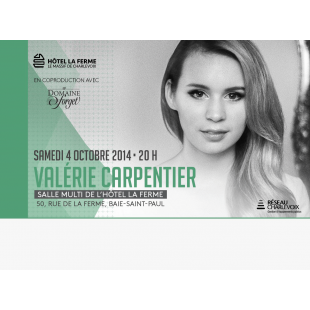 HÔTEL LA FERME
LE MASSIF DE CHARLEVOIX
EN COPRODUCTION AVEC
LE DOMAINE
Forget
SAMEDI 4 OCTOBRE 2014 • 20 H
VALÉRIE CARPENTIER
SALLE MULTI DE L'HÔTEL LA FERME
50, RUE DE LA FERME, BAIE-SAINT-PAUL
RÉSEAU
CHARLEVOIX